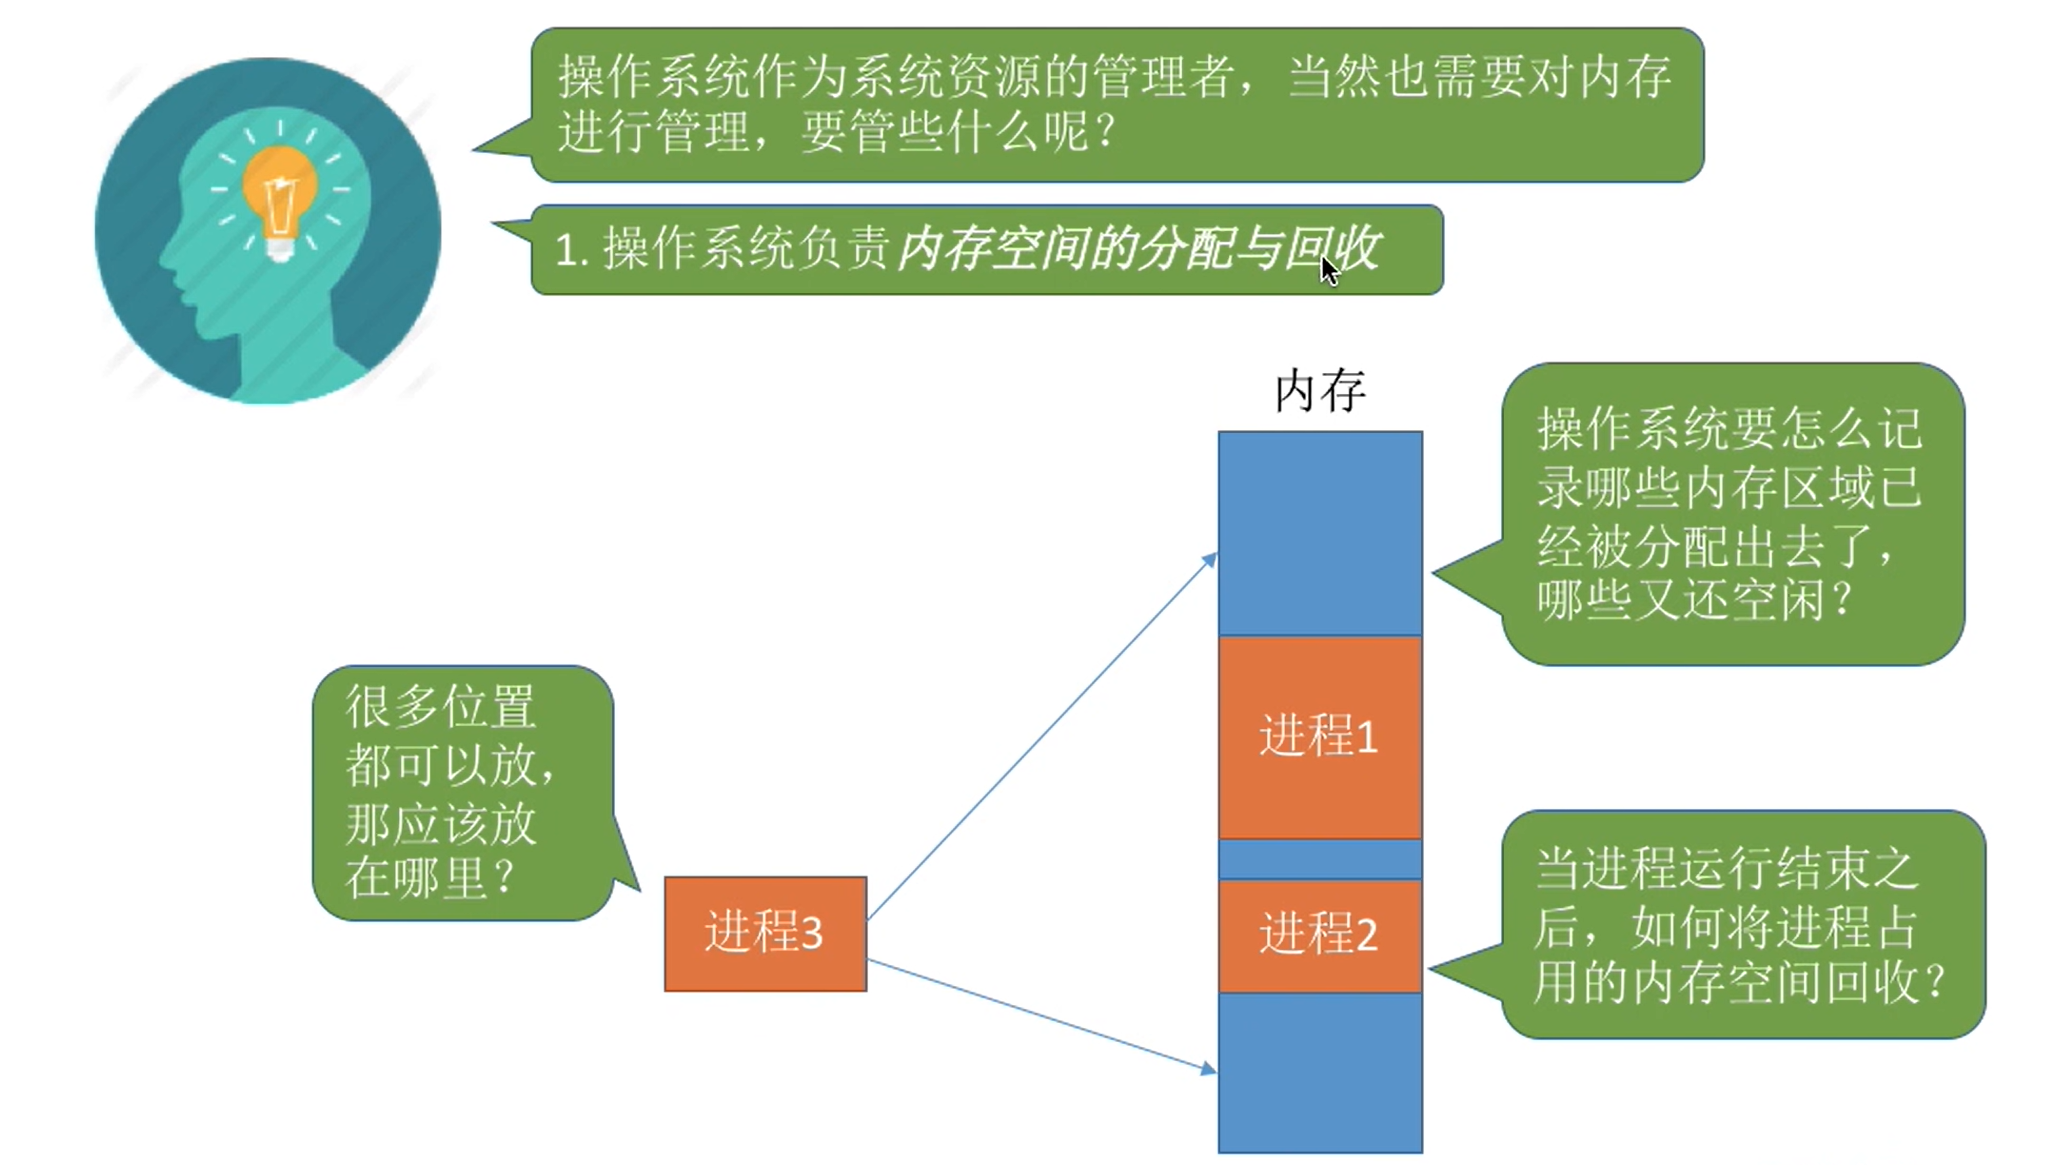 操作系统作为系统资源的管理者，当然也需要对内存
进行管理，要管些什么呢？
1. 操作系统负责内存空间的分配与回收
内存
操作系统要怎么记
录哪些内存区域已
经被分配出去了，
哪些又还空闲？
很多位置
都可以放，
那应该放
在哪里？
进程3
进程1
进程2
当进程运行结束之
后，如何将进程占
用的内存空间回收？